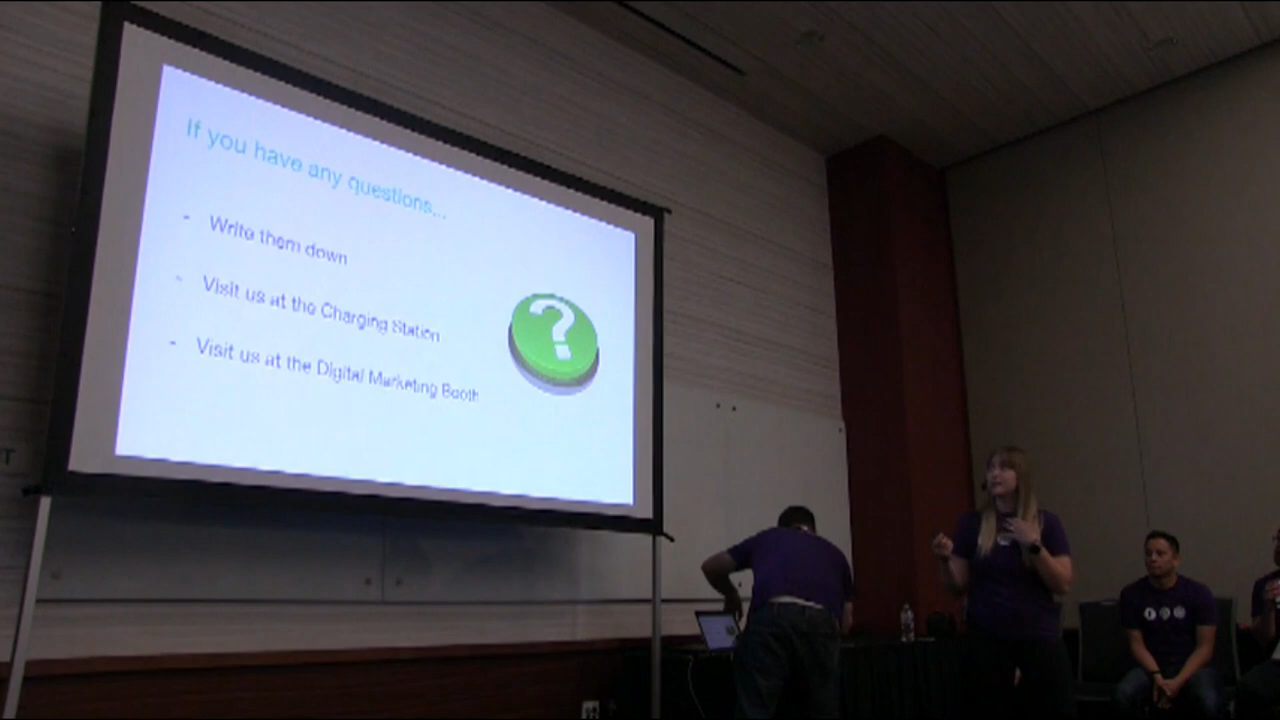 If you have any questions...
- Write them down
- Visit us at the Charging Station
- Visit us at the Digital Marketing Booth
?
T